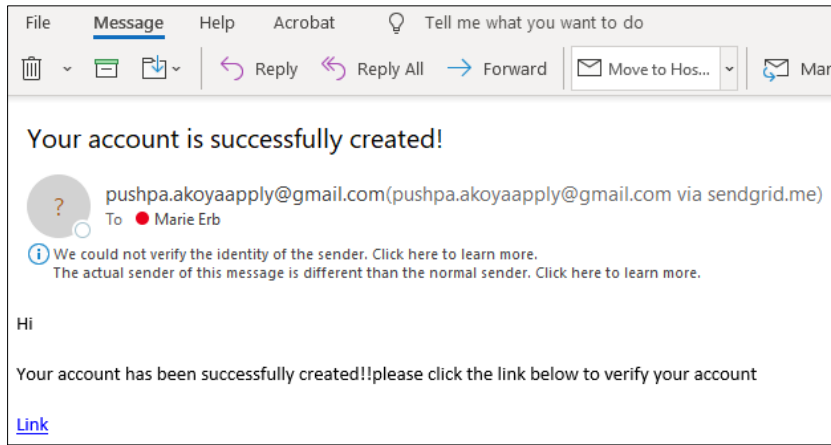 File Message Help Acrobat Tell me what you want to do
Reply Reply All Forward Move to Hos... Mar
Your account is successfully created!
? pushpa.akoyaapply@gmail.com(pushpa.akoyaapply@gmail.com via sendgrid.me)
To Marie Erb
We could not verify the identity of the sender. Click here to learn more.
The actual sender of this message is different than the normal sender. Click here to learn more.
Hi
Your account has been successfully created!!please click the link below to verify your account
Link